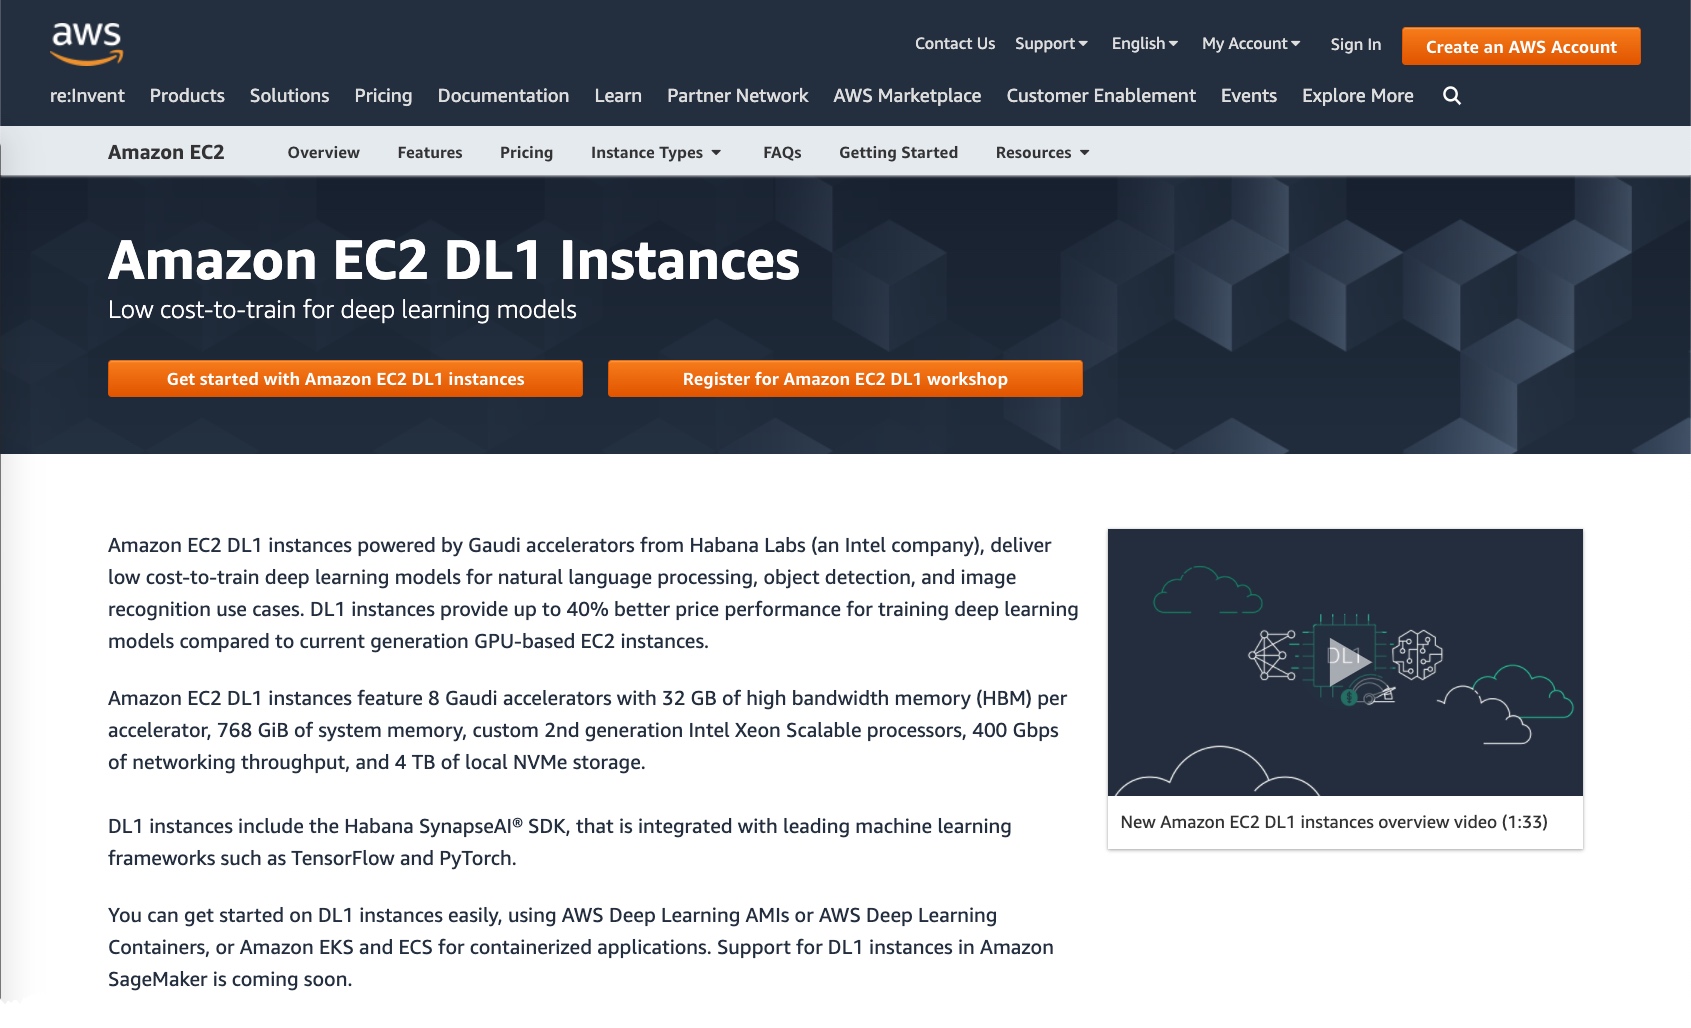 aws
Contact Us Support English My Account Sign In Create an AWS Account
re:Invent Products Solutions Pricing Documentation Learn Partner Network AWS Marketplace Customer Enablement Events Explore More
Amazon EC2 Overview Features Pricing Instance Types FAQs Getting Started Resources
Amazon EC2 DL1 Instances
Low cost-to-train for deep learning models
Get started with Amazon EC2 DL1 instances Register for Amazon EC2 DL1 workshop
Amazon EC2 DL1 instances powered by Gaudi accelerators from Habana Labs (an Intel company), deliver
low cost-to-train deep learning models for natural language processing, object detection, and image
recognition use cases. DL1 instances provide up to 40% better price performance for training deep learning
models compared to current generation GPU-based EC2 instances.
Amazon EC2 DL1 instances feature 8 Gaudi accelerators with 32 GB of high bandwidth memory (HBM) per
accelerator, 768 GiB of system memory, custom 2nd generation Intel Xeon Scalable processors, 400 Gbps
of networking throughput, and 4 TB of local NVMe storage.
DL1 instances include the Habana SynapseAI® SDK, that is integrated with leading machine learning
frameworks such as TensorFlow and PyTorch.
You can get started on DL1 instances easily, using AWS Deep Learning AMIs or AWS Deep Learning
Containers, or Amazon EKS and ECS for containerized applications. Support for DL1 instances in Amazon
SageMaker is coming soon.
DL1
New Amazon EC2 DL1 instances overview video (1:33)